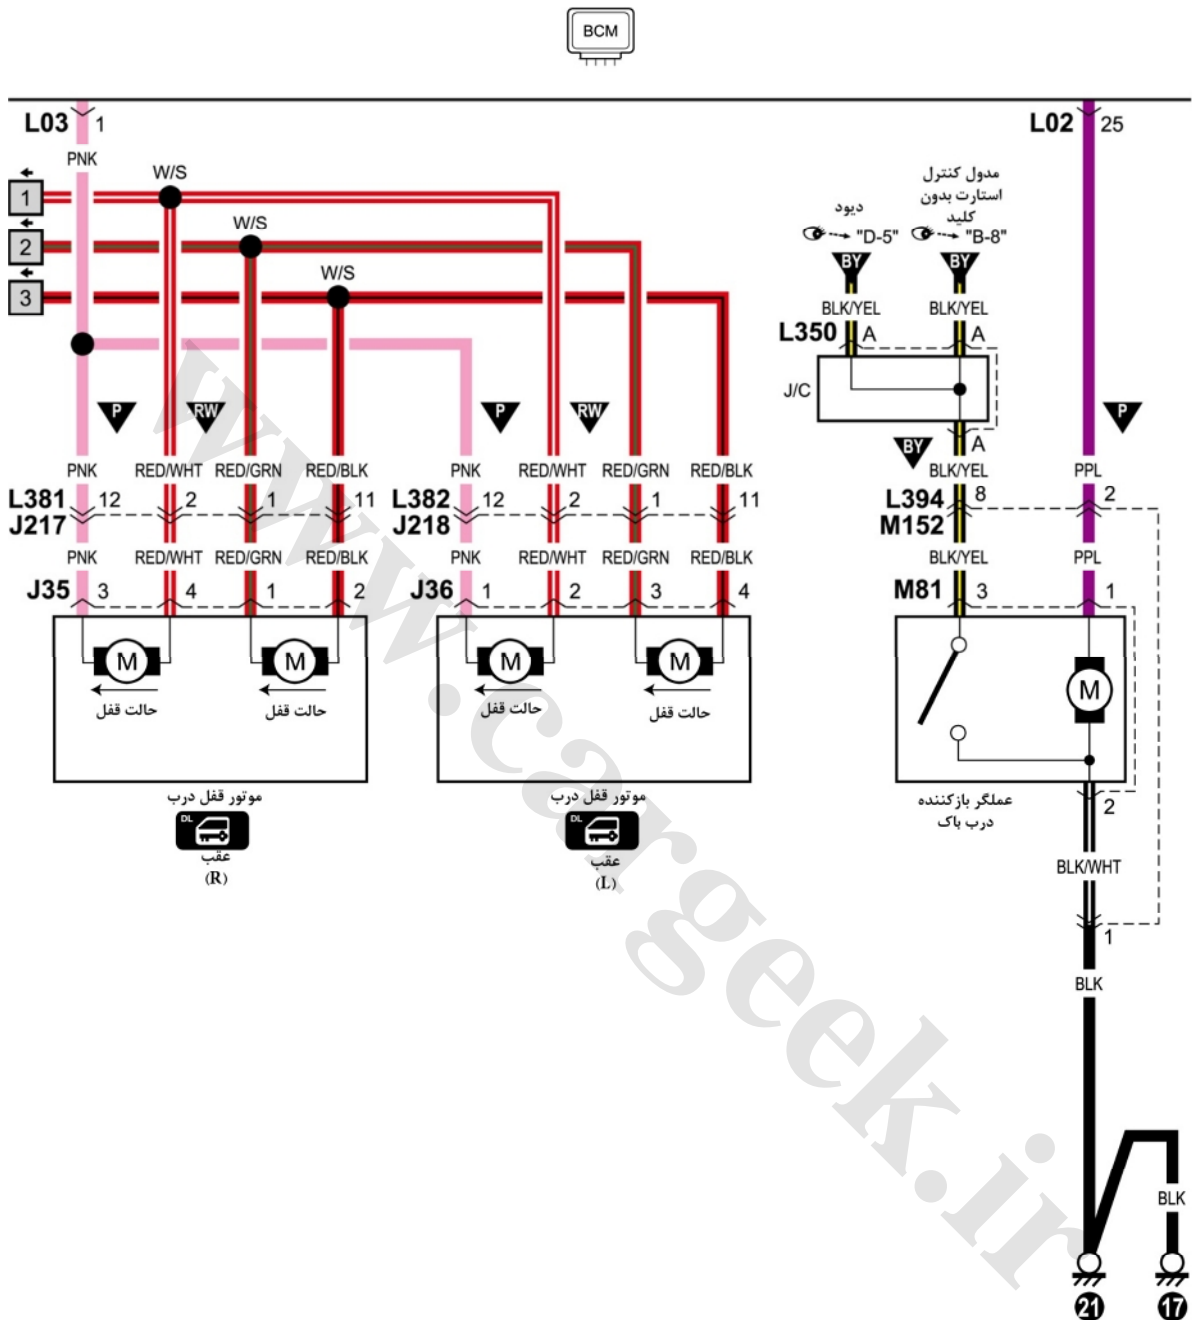 BCM
L03 1
L02 25
PNK
W/S
1
مدول کنترل
استارت بدون
کلید
دیود
W/S
2
"D-5" "B-8"
W/S
3
BY BY
BLK/YEL BLK/YEL
L350 A A
J/C
P RW P RW P
BY A
PNK RED/WHT RED/GRN RED/BLK PNK RED/WHT RED/GRN RED/BLK BLK/YEL PPL
L381 12 2 1 11 L382 12 2 1 11 L394 8 2
J217 J218 M152
PNK RED/WHT RED/GRN RED/BLK PNK RED/WHT RED/GRN RED/BLK BLK/YEL PPL
J35 3 4 1 2 J36 1 2 3 4 M81 3 1
M M M M M
حالت قفل حالت قفل حالت قفل حالت قفل
موتور قفل درب
DL
عقب
(R)
موتور قفل درب
DL
عقب
(L)
عملگر بازکننده
درب باک
2
BLK/WHT
1
BLK
BLK
21 17
www.cargeek.ir